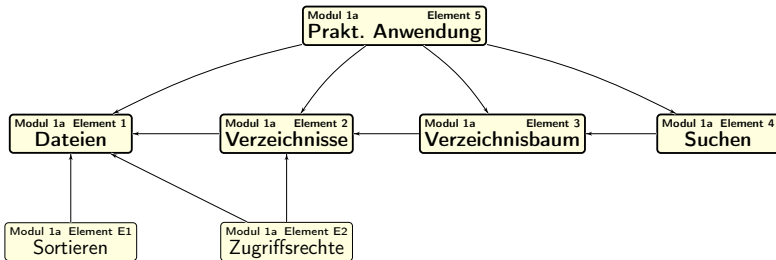 Modul 1a Element 5
Prakt. Anwendung
Modul 1a Element 1
Dateien
Modul 1a Element 2
Verzeichnisse
Modul 1a Element 3
Verzeichnisbaum
Modul 1a Element 4
Suchen
Modul 1a Element E1
Sortieren
Modul 1a Element E2
Zugriffsrechte